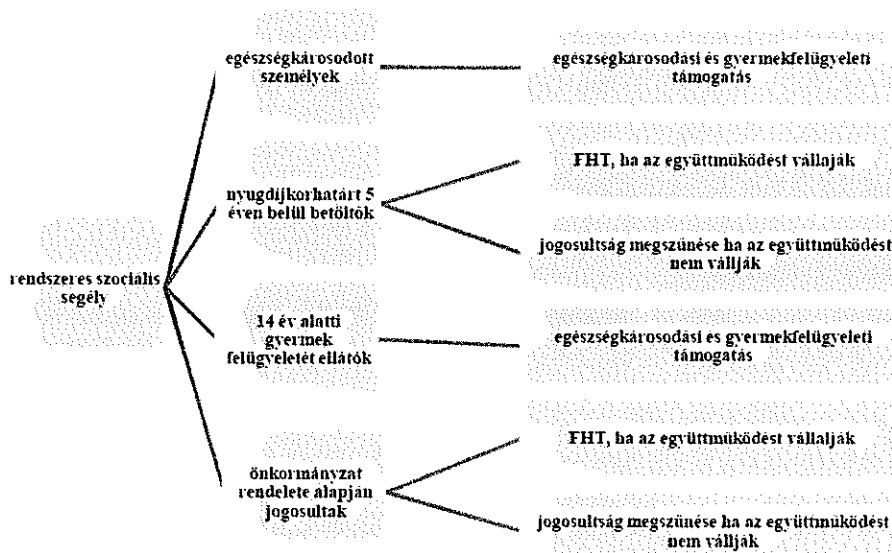 egészségkárosodott
személyek
egészségkárosodási és gyermekfelügyeleti
támogatás
FHT, ha az együttműködést vállaják
nyugdíjkorhatárt 5
éven belül betöltők
jogosultság megszűnése ha az együttműködést
nem vállják
rendszeres szociális
segély
14 év alatti
gyermek
felügyeletét ellátók
egészségkárosodási és gyermekfelügyeleti
támogatás
FHT, ha az együttműködést vállalják
önkormányzat
rendelete alapján
jogosultak
jogosultság megszűnése ha az együttműködést
nem vállják